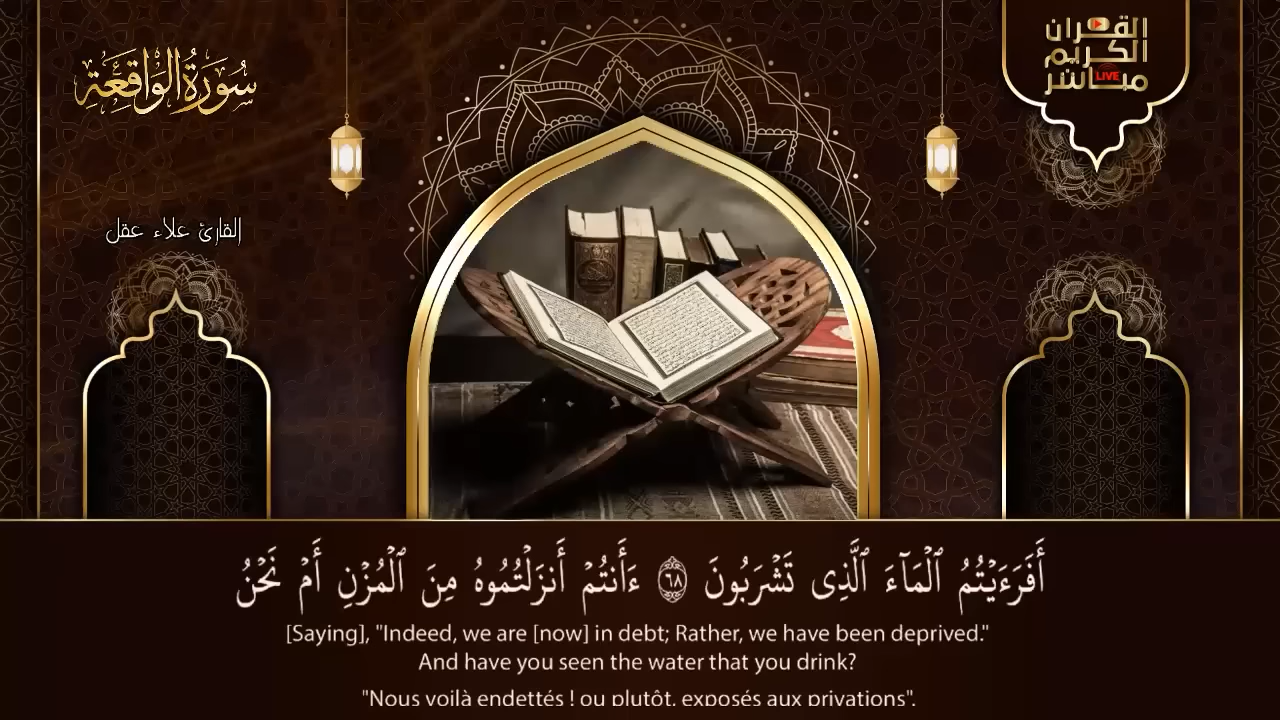 سُورَةُ الوَاقِعَةِ
القرآن
الكريم
مباشر
LIVE
القارئ علاء عقل
أَفَرَءَيْتُمُ ٱلْمَآءَ ٱلَّذِى تَشْرَبُونَ ٦٨ ءَأَنتُمْ أَنزَلْتُمُوهُ مِنَ ٱلْمُزْنِ أَمْ نَحْنُ
[Saying], "Indeed, we are [now] in debt; Rather, we have been deprived."
And have you seen the water that you drink?
"Nous voilà endettés ! ou plutôt, exposés aux privations".